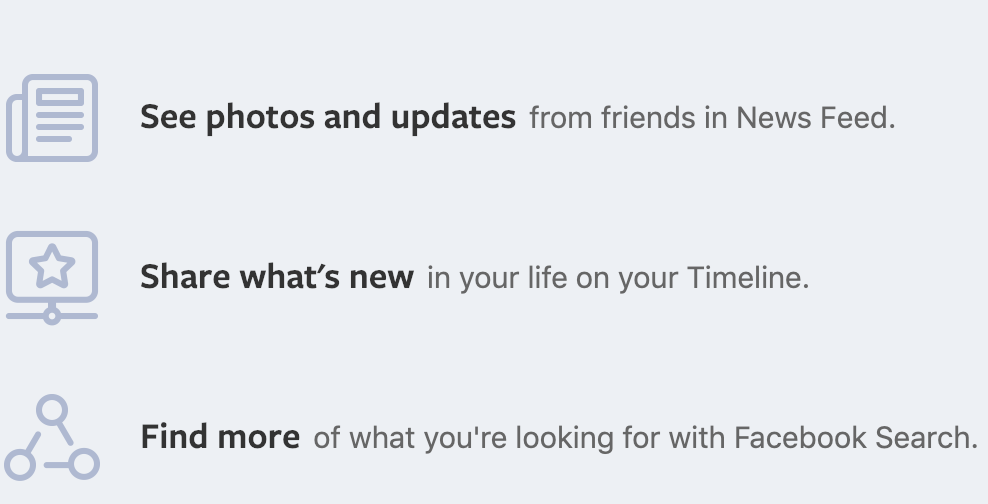 See photos and updates from friends in News Feed.
Share what's new in your life on your Timeline.
Find more of what you're looking for with Facebook Search.